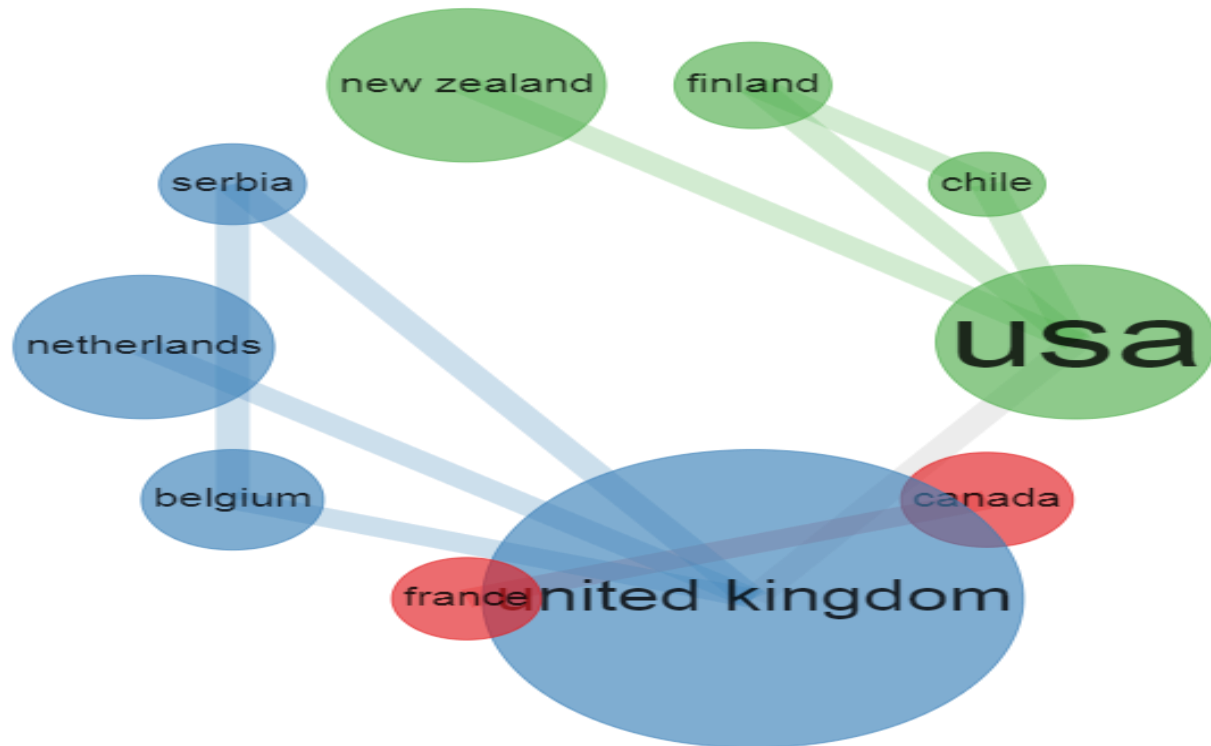 new zealand
finland
serbia
chile
netherlands
usa
belgium
canada
france
united kingdom